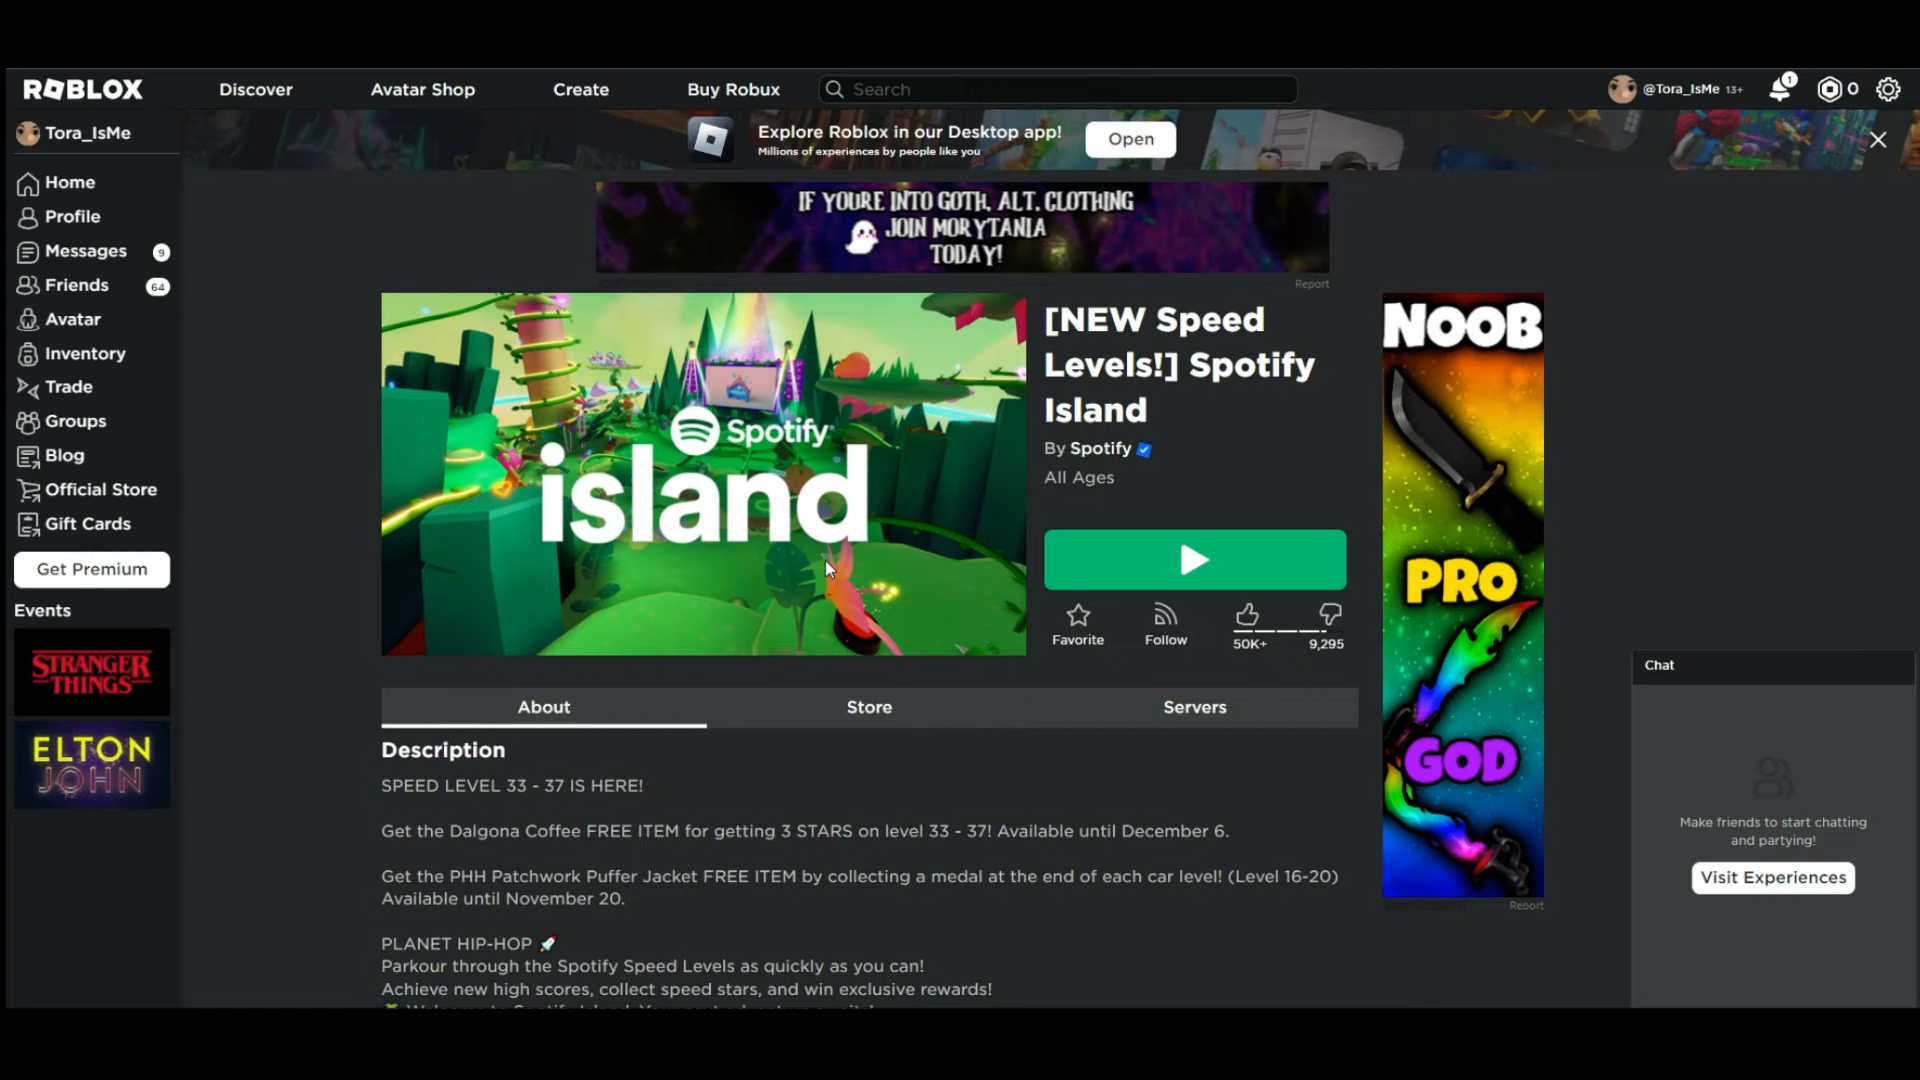 ROBLOX
Discover
Avatar Shop
Create
Buy Robux
Search
@Tora_IsMe 13+
1
0
Tora_IsMe
Explore Roblox in our Desktop app!
Millions of experiences by people like you
Open
Home
Profile
Messages 9
Friends 64
Avatar
Inventory
Trade
Groups
Blog
Official Store
Gift Cards
Get Premium
Events
STRANGER
THINGS
ELTON
JOHN
IF YOURE INTO GOTH, ALT, CLOTHING
JOIN MORYTANIA
TODAY!
Report
Spotify
island
[NEW Speed
Levels!] Spotify
Island
By Spotify
All Ages
Favorite
Follow
50K+
9,295
NOOB
PRO
GOD
Report
About
Store
Servers
Description
SPEED LEVEL 33 - 37 IS HERE!
Get the Dalgona Coffee FREE ITEM for getting 3 STARS on level 33 - 37! Available until December 6.
Get the PHH Patchwork Puffer Jacket FREE ITEM by collecting a medal at the end of each car level! (Level 16-20)
Available until November 20.
PLANET HIP-HOP 🚀
Parkour through the Spotify Speed Levels as quickly as you can!
Achieve new high scores, collect speed stars, and win exclusive rewards!
Chat
Make friends to start chatting
and partying!
Visit Experiences